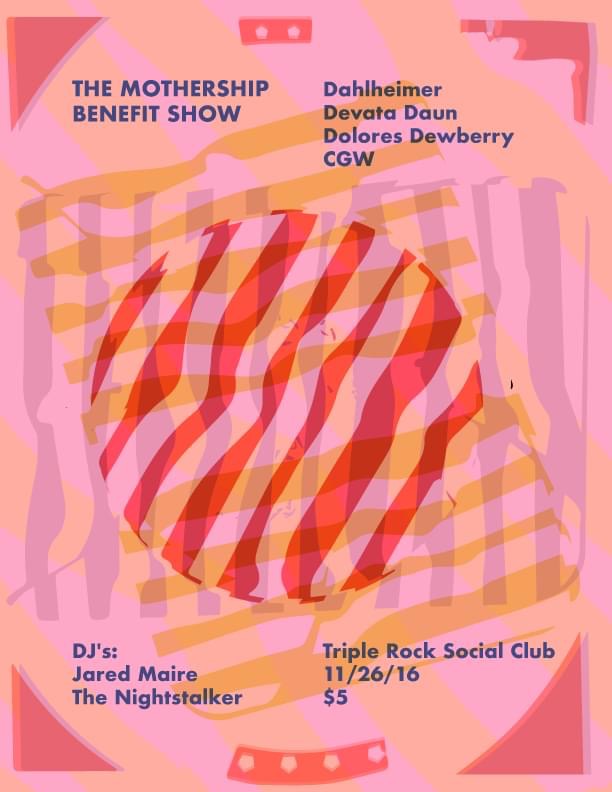 THE MOTHERSHIP
BENEFIT SHOW
Dahlheimer
Devata Daun
Dolores Dewberry
CGW
DJ's:
Jared Maire
The Nightstalker
Triple Rock Social Club
11/26/16
$5